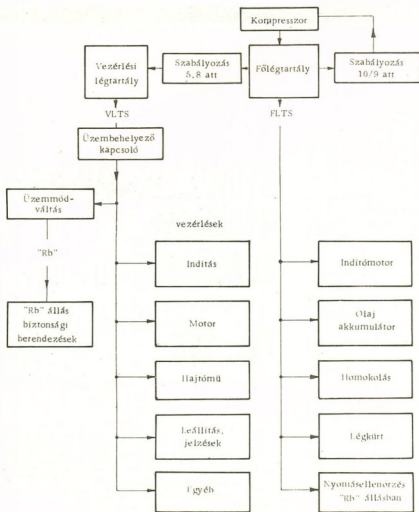 Kompresszor
Vezérlési
légtartály
Szabályozás
5,8 att
Főlégtartály
Szabályozás
10/9 att
VLTS
FLTS
Üzembehelyező
kapcsoló
Üzemmód-
váltás
"Rb"
"Rb" állás
biztonsági
berendezések
vezérlések
Indítás
Motor
Hajtómű
Leállítás,
jelzések
Egyéb
Indítómotor
Olaj
akkumulátor
Homokolás
Légkürt
Nyomásellenőrzés
"Rb" állásban